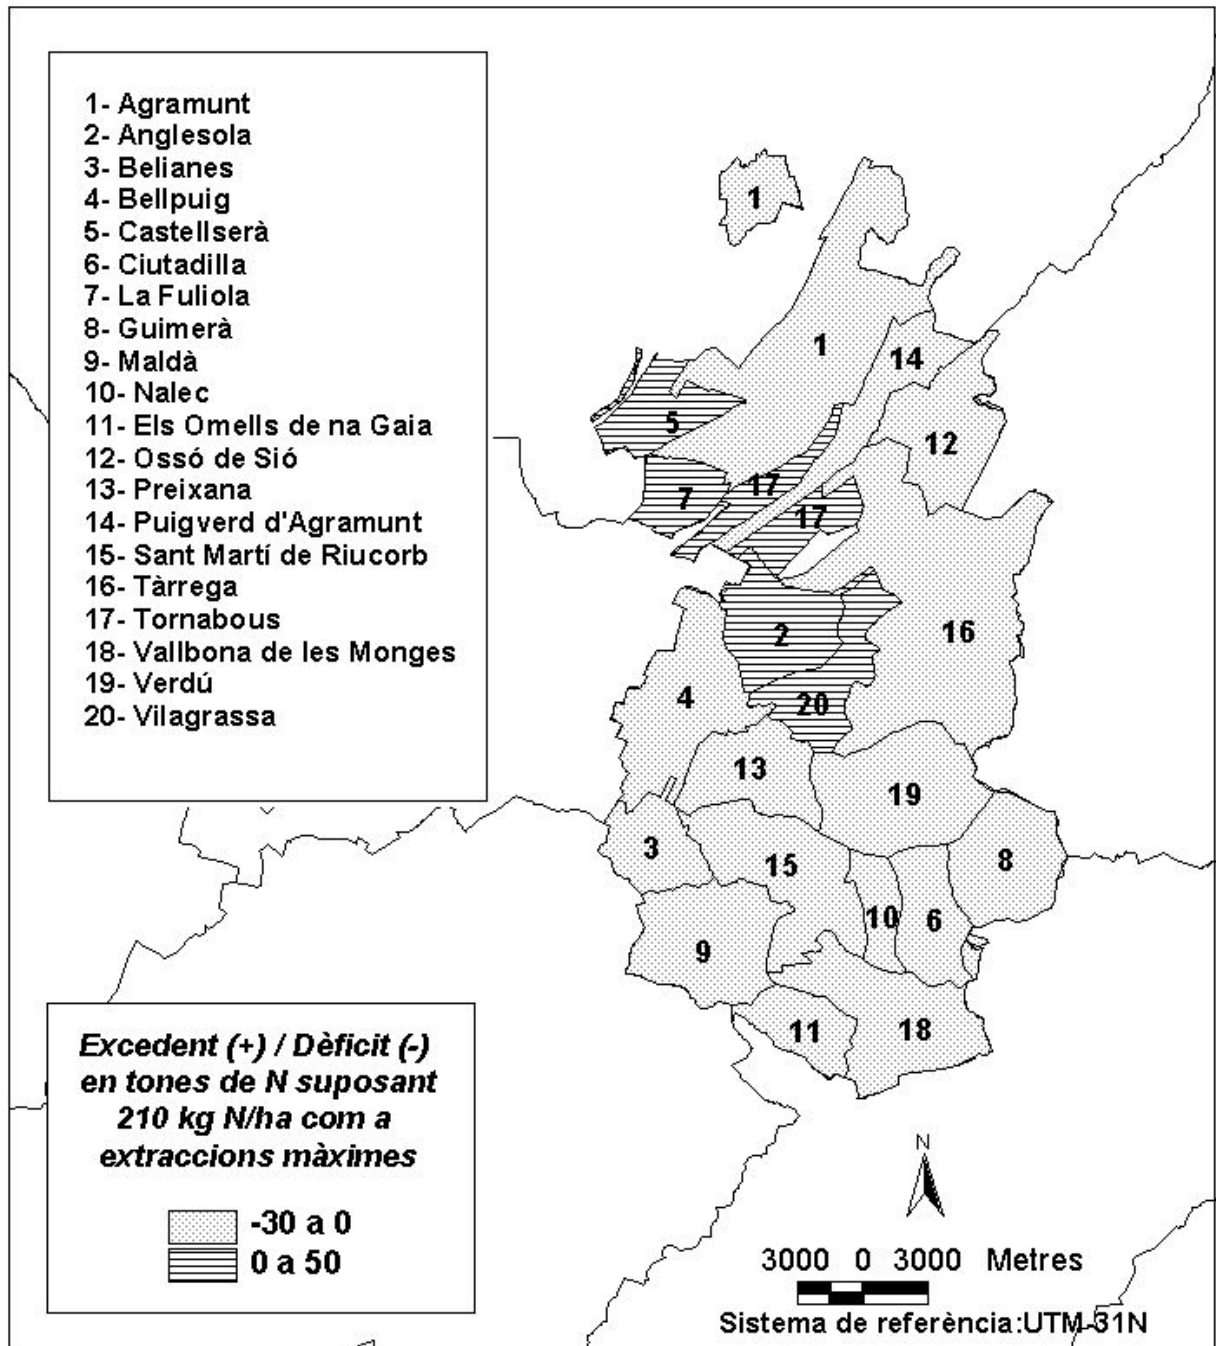 1- Agramunt
2- Anglesola
3- Belianes
4- Bellpuig
5- Castellserà
6- Ciutadilla
7- La Fuliola
8- Guimerà
9- Maldà
10- Nalec
11- Els Omells de na Gaia
12- Ossó de Sió
13- Preixana
14- Puigverd d'Agramunt
15- Sant Martí de Riucorb
16- Tàrrega
17- Tornabous
18- Vallbona de les Monges
19- Verdú
20- Vilagrassa
1
1
14
5
12
17
7
17
2
16
4
20
13
19
3
15
8
10
6
9
11
18
Excedent (+) / Dèficit (-)
en tones de N suposant
210 kg N/ha com a
extraccions màximes
-30 a 0
0 a 50
N
3000 0 3000 Metres
Sistema de referència:UTM-31N